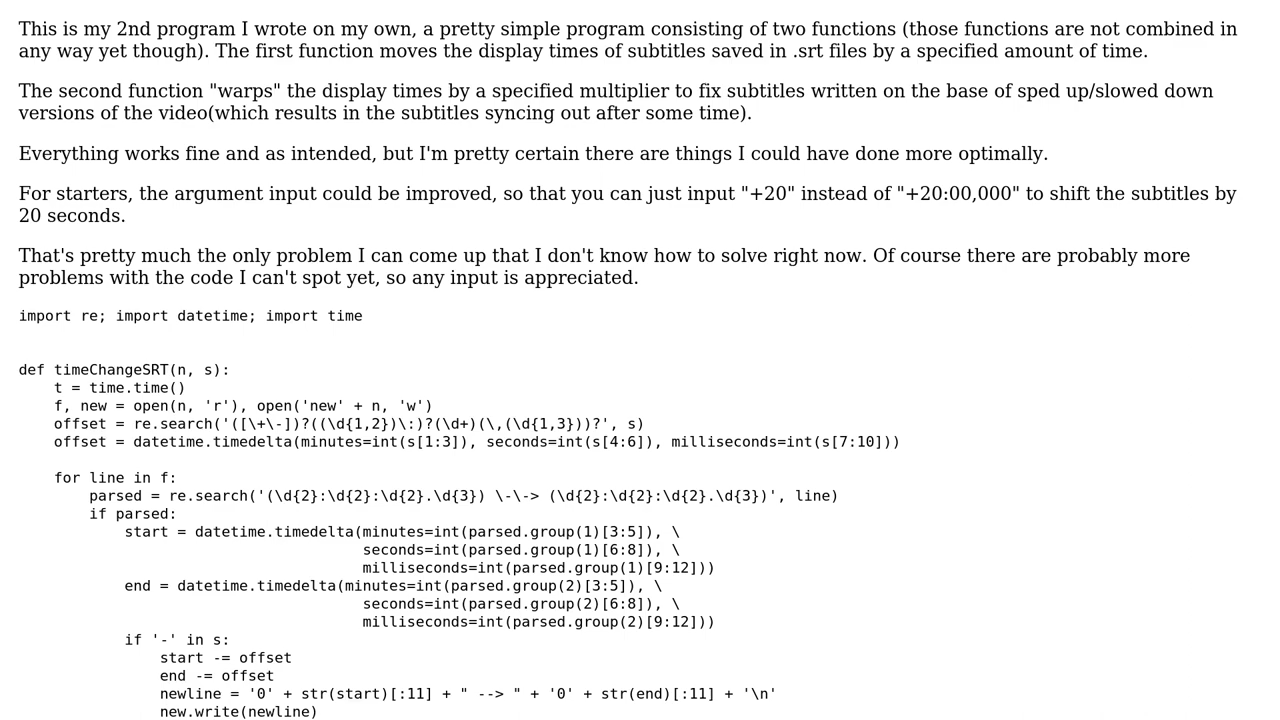 This is my 2nd program I wrote on my own, a pretty simple program consisting of two functions (those functions are not combined in
any way yet though). The first function moves the display times of subtitles saved in .srt files by a specified amount of time.
The second function "warps" the display times by a specified multiplier to fix subtitles written on the base of sped up/slowed down
versions of the video(which results in the subtitles syncing out after some time).
Everything works fine and as intended, but I'm pretty certain there are things I could have done more optimally.
For starters, the argument input could be improved, so that you can just input "+20" instead of "+20:00,000" to shift the subtitles by
20 seconds.
That's pretty much the only problem I can come up that I don't know how to solve right now. Of course there are probably more
problems with the code I can't spot yet, so any input is appreciated.
import re; import datetime; import time
def timeChangeSRT(n, s):
    t = time.time()
    f, new = open(n, 'r'), open('new' + n, 'w')
    offset = re.search('([\+\-])?((\d{1,2})\:)?(\d+)(\,(\d{1,3}))?', s)
    offset = datetime.timedelta(minutes=int(s[1:3]), seconds=int(s[4:6]), milliseconds=int(s[7:10]))
    for line in f:
        parsed = re.search('(\d{2}:\d{2}:\d{2}.\d{3}) \-\-> (\d{2}:\d{2}:\d{2}.\d{3})', line)
        if parsed:
            start = datetime.timedelta(minutes=int(parsed.group(1)[3:5]), \
                                       seconds=int(parsed.group(1)[6:8]), \
                                       milliseconds=int(parsed.group(1)[9:12]))
            end = datetime.timedelta(minutes=int(parsed.group(2)[3:5]), \
                                       seconds=int(parsed.group(2)[6:8]), \
                                       milliseconds=int(parsed.group(2)[9:12]))
            if '-' in s:
                start -= offset
                end -= offset
                newline = '0' + str(start)[:11] + " --> " + '0' + str(end)[:11] + '\n'
                new.write(newline)